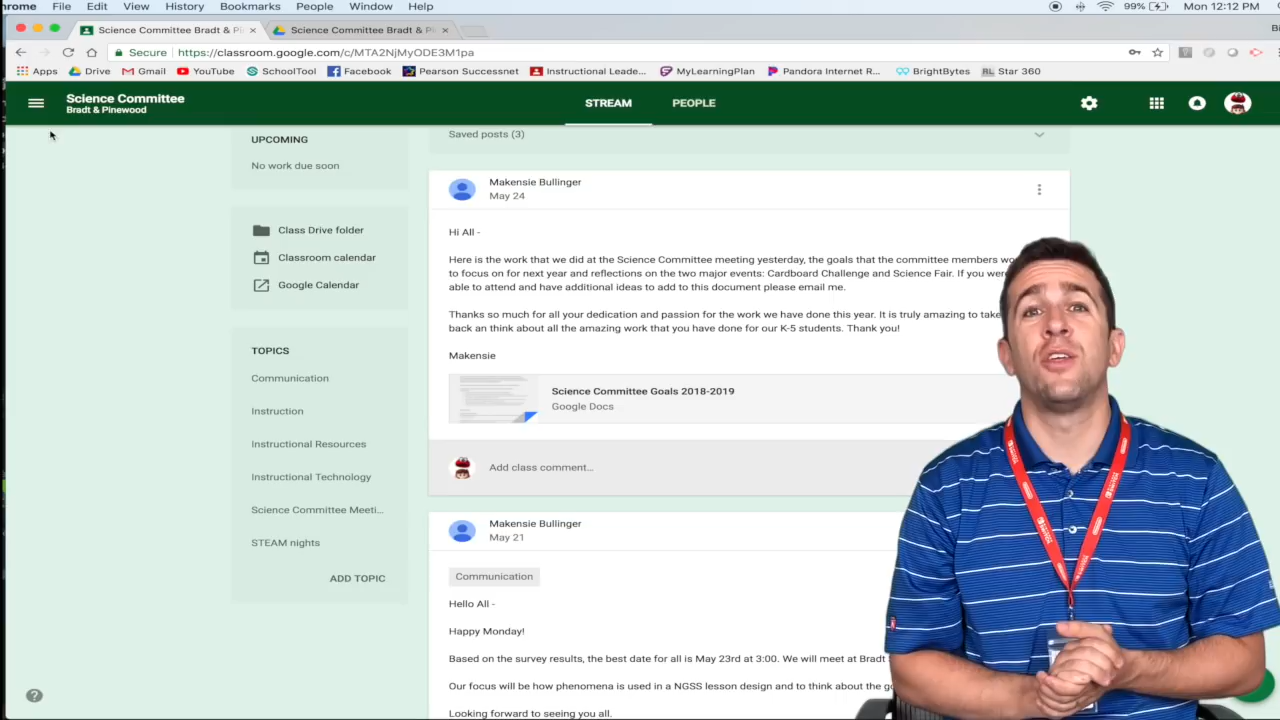 hrome File Edit View History Bookmarks People Window Help 99% Mon 12:12 PM
Science Committee Bradt & Pi × Science Committee Bradt & P ×
Secure https://classroom.google.com/c/MTA2NjMyODE3M1pa
Apps Drive Gmail YouTube SchoolTool Facebook Pearson Successnet Instructional Leade... MyLearningPlan Pandora Internet R... BrightBytes Star 360
Science Committee
Bradt & Pinewood
STREAM PEOPLE
UPCOMING
No work due soon
Class Drive folder
Classroom calendar
Google Calendar
TOPICS
Communication
Instruction
Instructional Resources
Instructional Technology
Science Committee Meeti...
STEAM nights
ADD TOPIC
Saved posts (3)
Makensie Bullinger
May 24
Hi All -
Here is the work that we did at the Science Committee meeting yesterday, the goals that the committee members
to focus on for next year and reflections on the two major events: Cardboard Challenge and Science Fair. If you were
able to attend and have additional ideas to add to this document please email me.
Thanks so much for all your dedication and passion for the work we have done this year. It is truly amazing to take
back an think about all the amazing work that you have done for our K-5 students. Thank you!
Makensie
Science Committee Goals 2018-2019
Google Docs
Add class comment...
Makensie Bullinger
May 21
Communication
Hello All -
Happy Monday!
Based on the survey results, the best date for all is May 23rd at 3:00. We will meet at Bradt
Our focus will be how phenomena is used in a NGSS lesson design and to think about the
Looking forward to seeing you all.
?